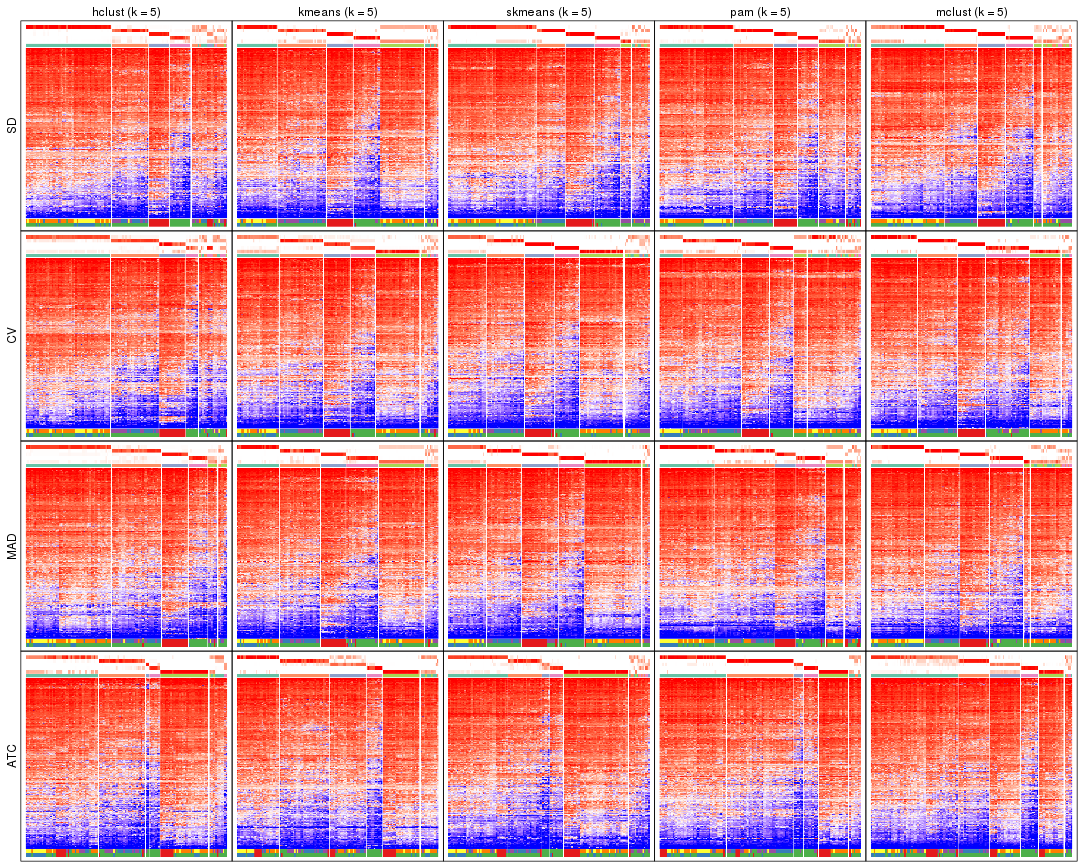 hclust (k = 5)
kmeans (k = 5)
skmeans (k = 5)
pam (k = 5)
mclust (k = 5)
SD
CV
MAD
ATC